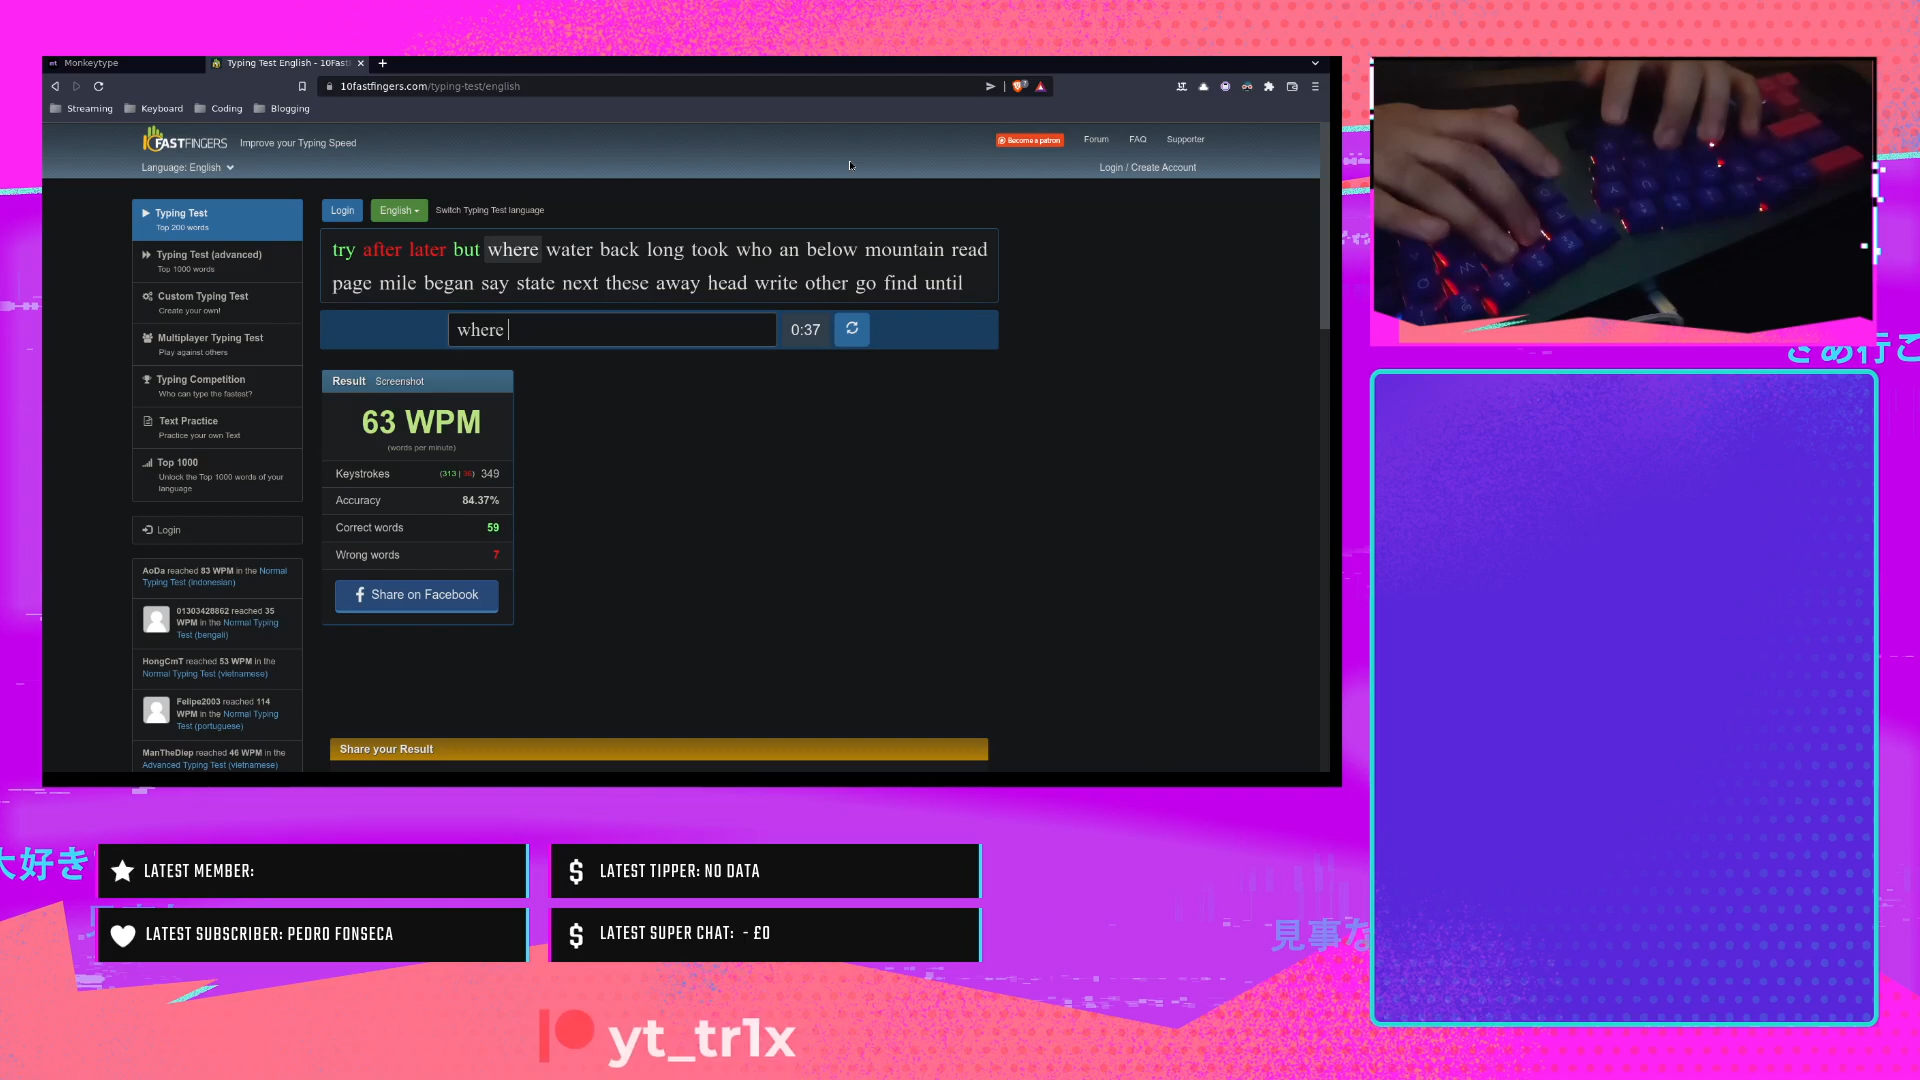 Monkeytype
Typing Test English - 10Fast
10fastfingers.com/typing-test/english
Streaming
Keyboard
Coding
Blogging
FASTFINGERS
Improve your Typing Speed
Become a patron
Forum
FAQ
Supporter
Language: English
Login / Create Account
Typing Test
Top 200 words
Typing Test (advanced)
Top 1000 words
Custom Typing Test
Create your own!
Multiplayer Typing Test
Play against others
Typing Competition
Who can type the fastest?
Text Practice
Practice your own Text
Top 1000
Unlock the Top 1000 words of your
language
Login
AoDa reached 83 WPM in the Normal
Typing Test (indonesian)
01303428862 reached 35
WPM in the Normal Typing
Test (bengali)
HongCmT reached 53 WPM in the
Normal Typing Test (vietnamese)
Felipe2003 reached 114
WPM in the Normal Typing
Test (portuguese)
ManTheDiep reached 46 WPM in the
Advanced Typing Test (vietnamese)
Login
English
Switch Typing Test language
try after later but where water back long took who an below mountain read
page mile began say state next these away head write other go find until
where
0:37
Result
Screenshot
63 WPM
(words per minute)
Keystrokes
(313 | 36) 349
Accuracy
84.37%
Correct words
59
Wrong words
7
Share on Facebook
Share your Result
さあ行こ
大好き
LATEST MEMBER:
LATEST TIPPER: NO DATA
LATEST SUBSCRIBER: PEDRO FONSECA
LATEST SUPER CHAT: - £0
見事な
yt_tr1x